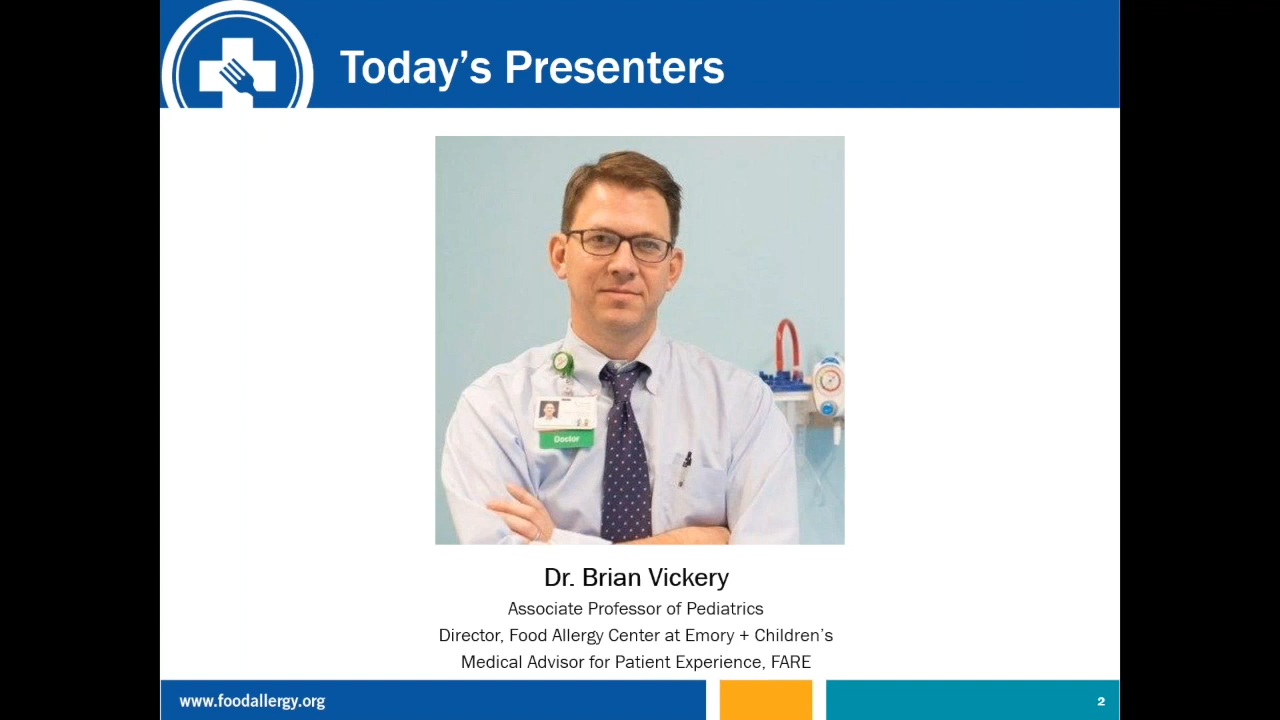 Today's Presenters
Doctor
Dr. Brian Vickery
Associate Professor of Pediatrics
Director, Food Allergy Center at Emory + Children's
Medical Advisor for Patient Experience, FARE
www.foodallergy.org
2